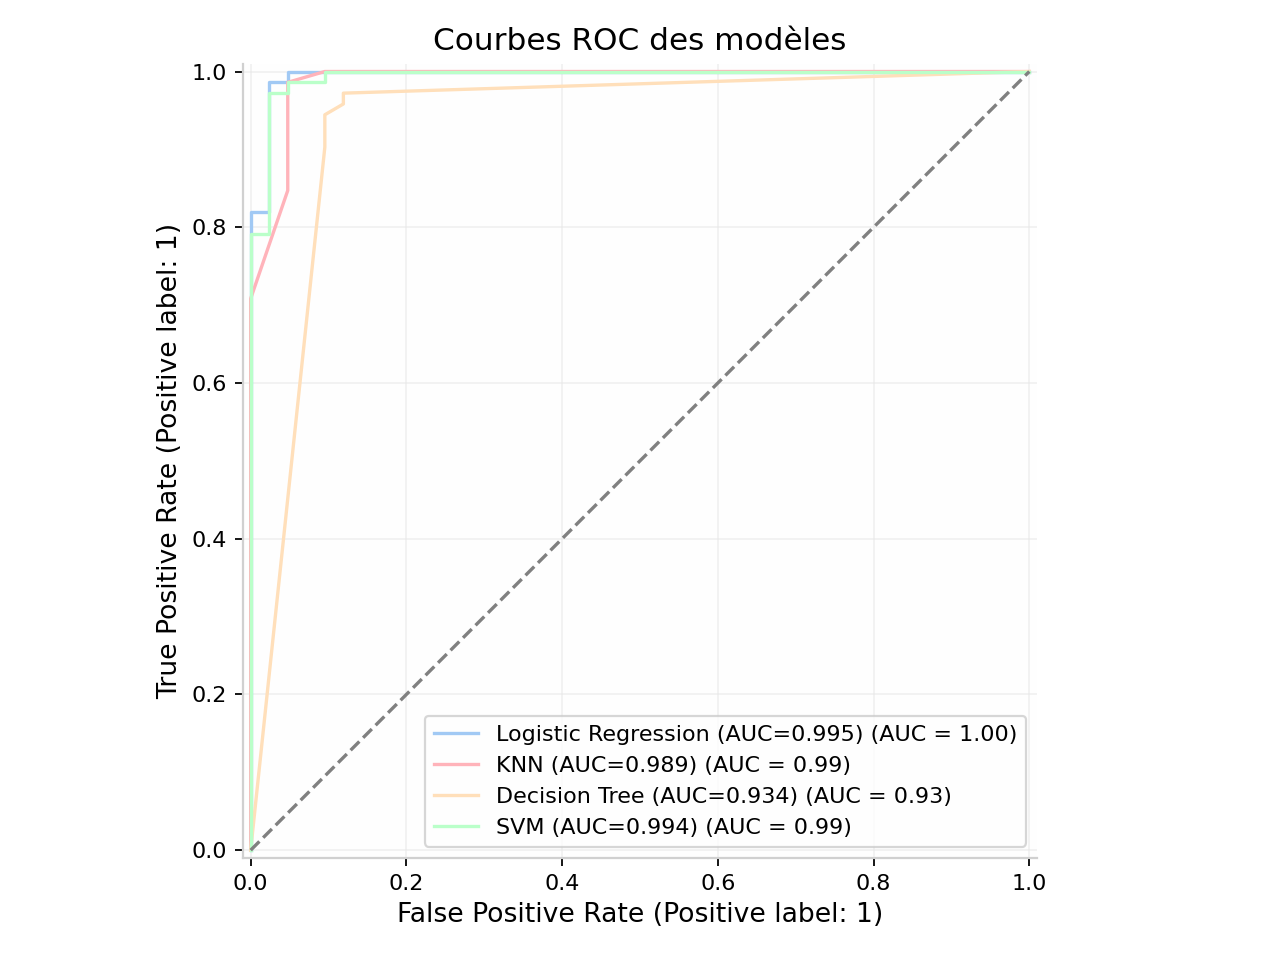 Courbes ROC des modèles
1.0
0.8
0.6
0.4
0.2
0.0
True Positive Rate (Positive label: 1)
Logistic Regression (AUC=0.995) (AUC = 1.00)
KNN (AUC=0.989) (AUC = 0.99)
Decision Tree (AUC=0.934) (AUC = 0.93)
SVM (AUC=0.994) (AUC = 0.99)
0.0 0.2 0.4 0.6 0.8 1.0
False Positive Rate (Positive label: 1)